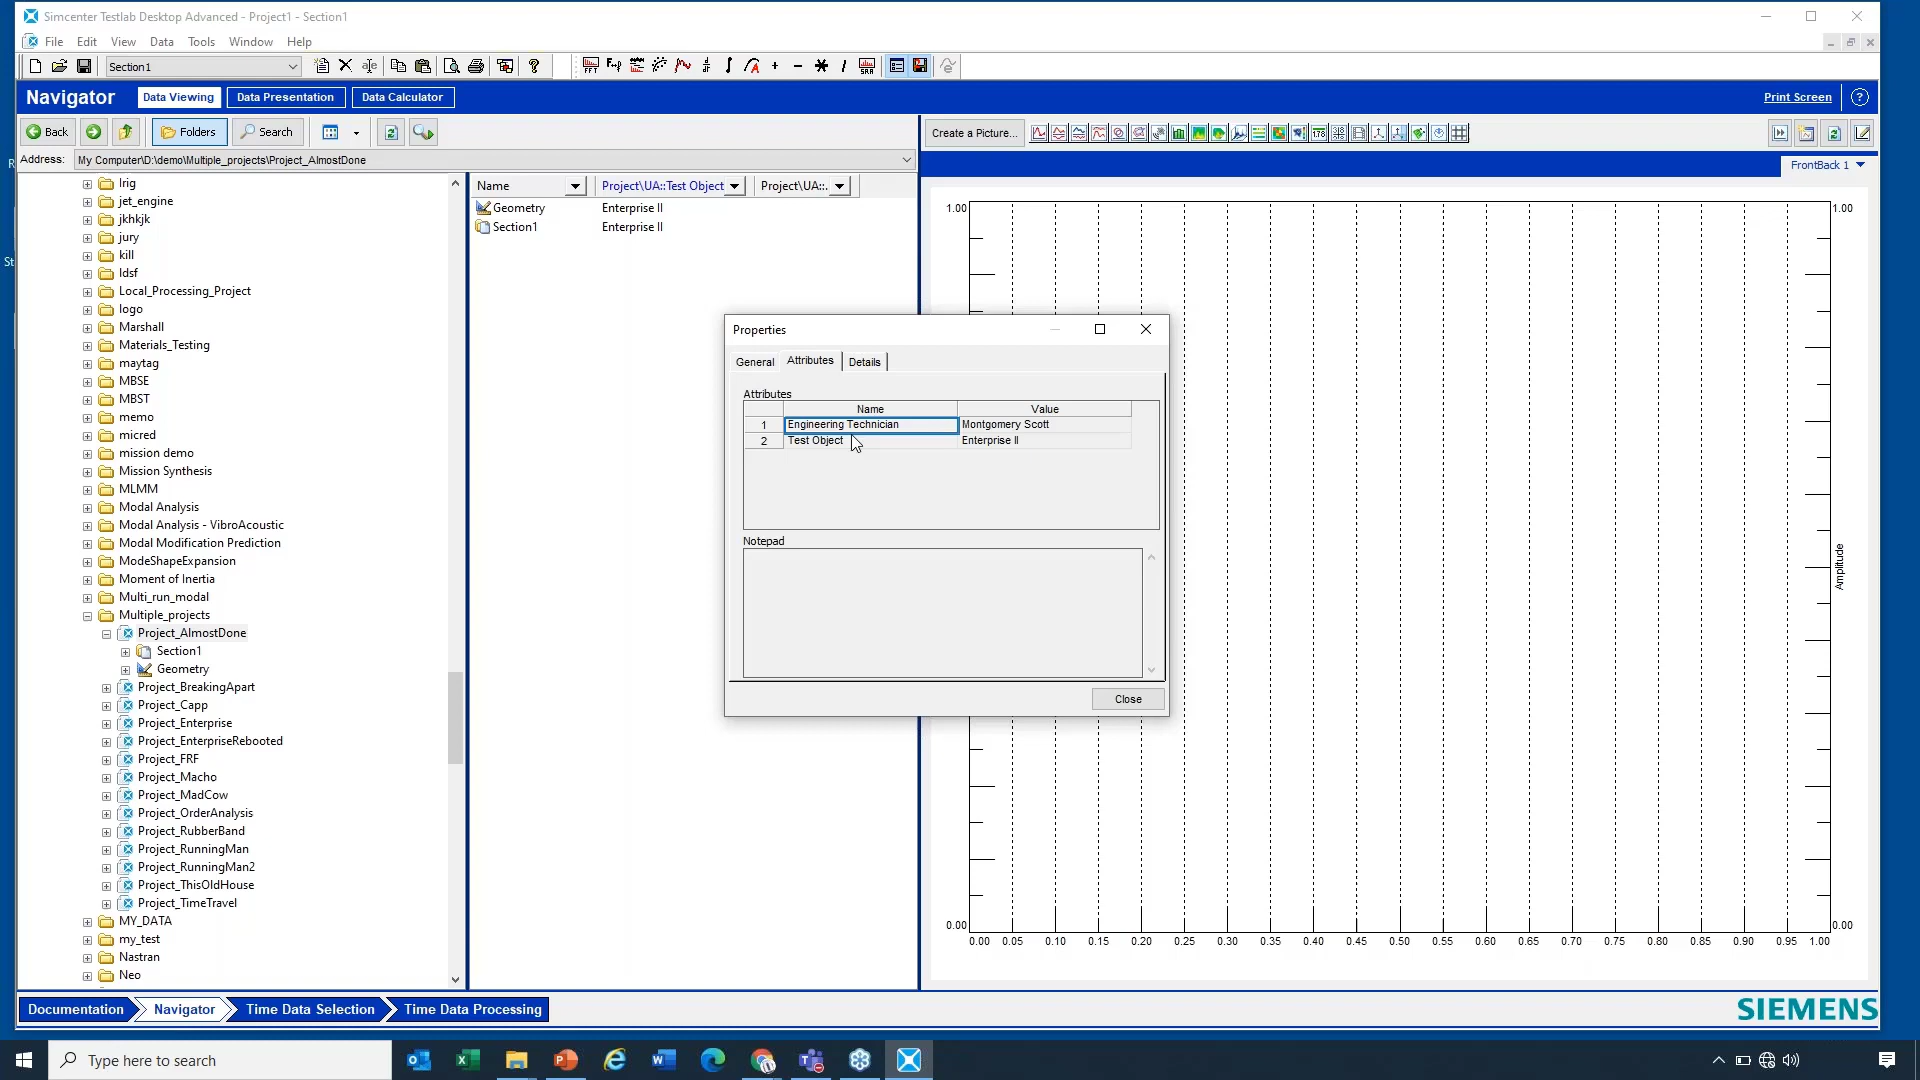 Simcenter Testlab Desktop Advanced - Project1 - Section1
File Edit View Data Tools Window Help
Section1
Navigator Data Viewing Data Presentation Data Calculator Print Screen
Back Folders Search Create a Picture...
Address: My Computer\D:\demo\Multiple_projects\Project_AlmostDone
FrontBack 1
Irig
jet_engine
jkhkjk
jury
kill
ldsf
Local_Processing_Project
logo
Marshall
Materials_Testing
maytag
MBSE
MBST
memo
micred
mission demo
Mission Synthesis
MLMM
Modal Analysis
Modal Analysis - VibroAcoustic
Modal Modification Prediction
ModeShapeExpansion
Moment of Inertia
Multi_run_modal
Multiple_projects
Project_AlmostDone
Section1
Geometry
Project_BreakingApart
Project_Capp
Project_Enterprise
Project_EnterpriseRebooted
Project_FRF
Project_Macho
Project_MadCow
Project_OrderAnalysis
Project_RubberBand
Project_RunningMan
Project_RunningMan2
Project_ThisOldHouse
Project_TimeTravel
MY_DATA
my_test
Nastran
Neo
Name Project\UA::Test Object Project\UA::.
Geometry Enterprise II
Section1 Enterprise II
Properties
General Attributes Details
Attributes
Name Value
1 Engineering Technician Montgomery Scott
2 Test Object Enterprise II
Notepad
Close
1.00 1.00
Amplitude
0.00 0.00
0.00 0.05 0.10 0.15 0.20 0.25 0.30 0.35 0.40 0.45 0.50 0.55 0.60 0.65 0.70 0.75 0.80 0.85 0.90 0.95 1.00
Documentation Navigator Time Data Selection Time Data Processing
SIEMENS
Type here to search